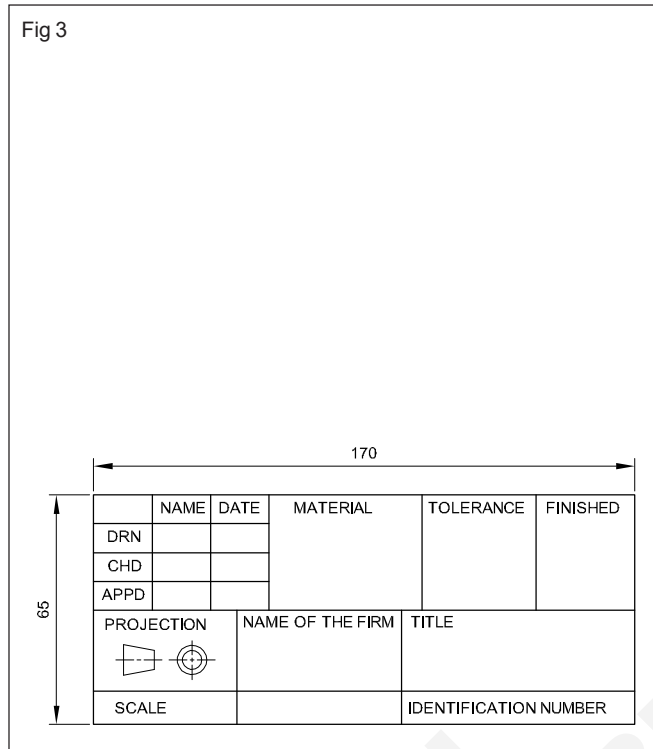 Fig 3
170
65
NAME DATE MATERIAL TOLERANCE FINISHED
DRN
CHD
APPD
PROJECTION NAME OF THE FIRM TITLE
SCALE IDENTIFICATION NUMBER